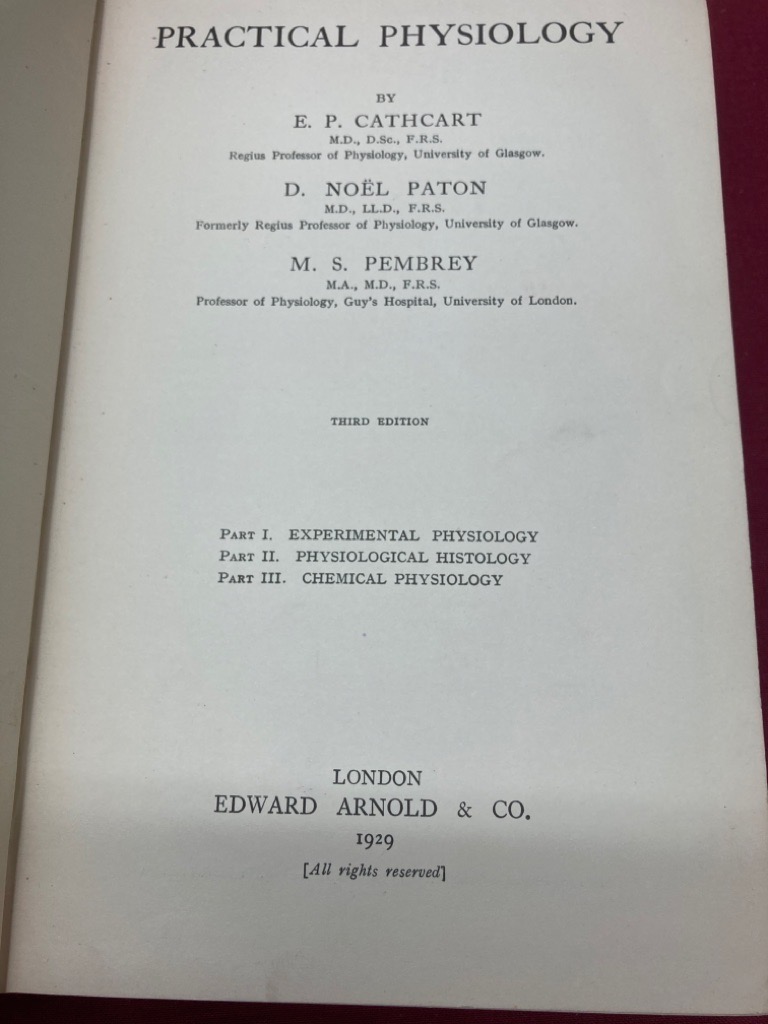 PRACTICAL PHYSIOLOGY
BY
E. P. CATHCART
M.D., D.Sc., F.R.S.
Regius Professor of Physiology, University of Glasgow.
D. NOËL PATON
M.D., LL.D., F.R.S.
Formerly Regius Professor of Physiology, University of Glasgow.
M. S. PEMBREY
M.A., M.D., F.R.S.
Professor of Physiology, Guy's Hospital, University of London.
THIRD EDITION
PART I. EXPERIMENTAL PHYSIOLOGY
PART II. PHYSIOLOGICAL HISTOLOGY
PART III. CHEMICAL PHYSIOLOGY
LONDON
EDWARD ARNOLD & CO.
1929
[All rights reserved]